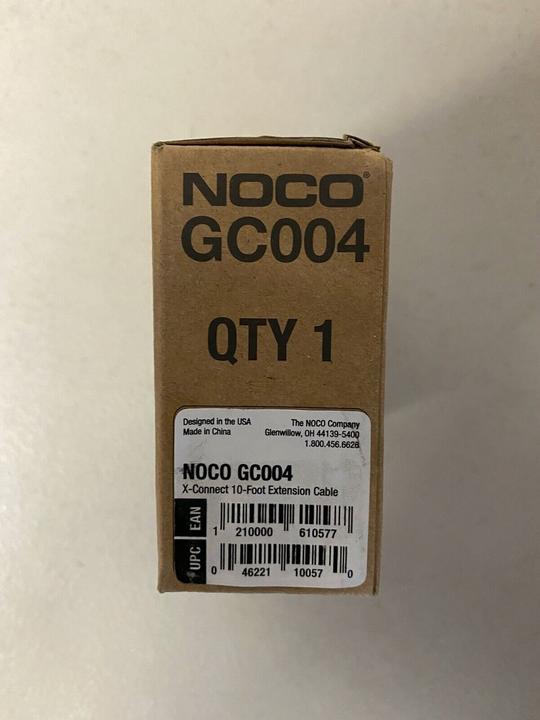 NOCO®
GC004
QTY 1
Designed in the USA
Made in China
The NOCO Company
Glenwillow, OH 44139-5400
1.800.456.6626
NOCO GC004
X-Connect 10-Foot Extension Cable
EAN
1 210000 610577
UPC
0 46221 10057 0